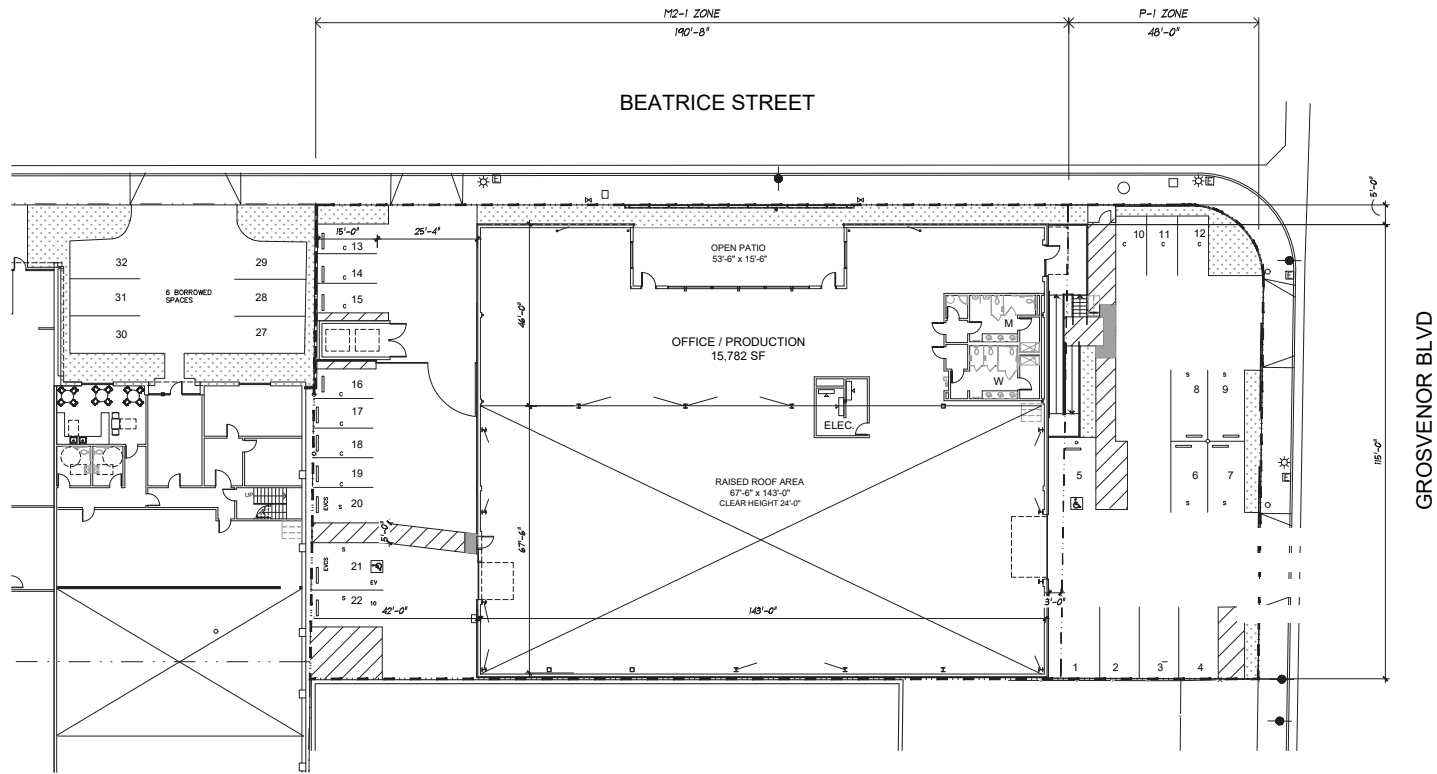 M2-1 ZONE
190'-8"
P-1 ZONE
48'-0"
BEATRICE STREET
5'-0"
15'-0"
25'-4"
C 13
C 14
C 15
OPEN PATIO
53'-6" x 15'-6"
10
C
11
C
12
C
32
29
31
28
30
27
6 BORROWED
SPACES
46'-0"
OFFICE / PRODUCTION
15,782 SF
M
W
ELEC.
GROSVENOR BLVD
115'-0"
16
C
17
C
18
C
19
C
EVCS
S 20
S
8
S
9
5
6
S
7
S
UP
RAISED ROOF AREA
67'-6" x 143'-0"
CLEAR HEIGHT 24'-0"
5'-0"
67'-6"
S
EVCS
21
EV
S 22 10
42'-0"
143'-0"
3'-0"
1
2
3
4